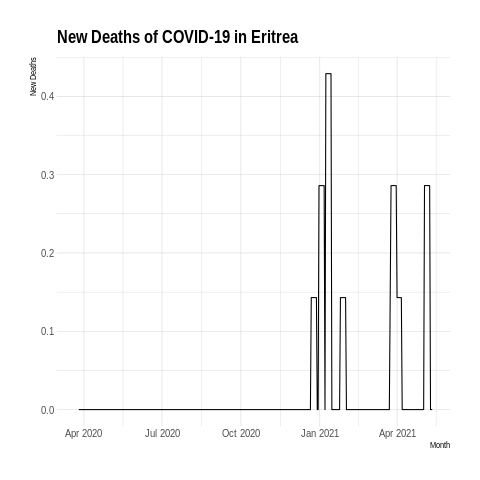 New Deaths of COVID-19 in Eritrea
New Deaths
0.4
0.3
0.2
0.1
0.0
Apr 2020 Jul 2020 Oct 2020 Jan 2021 Apr 2021
Month